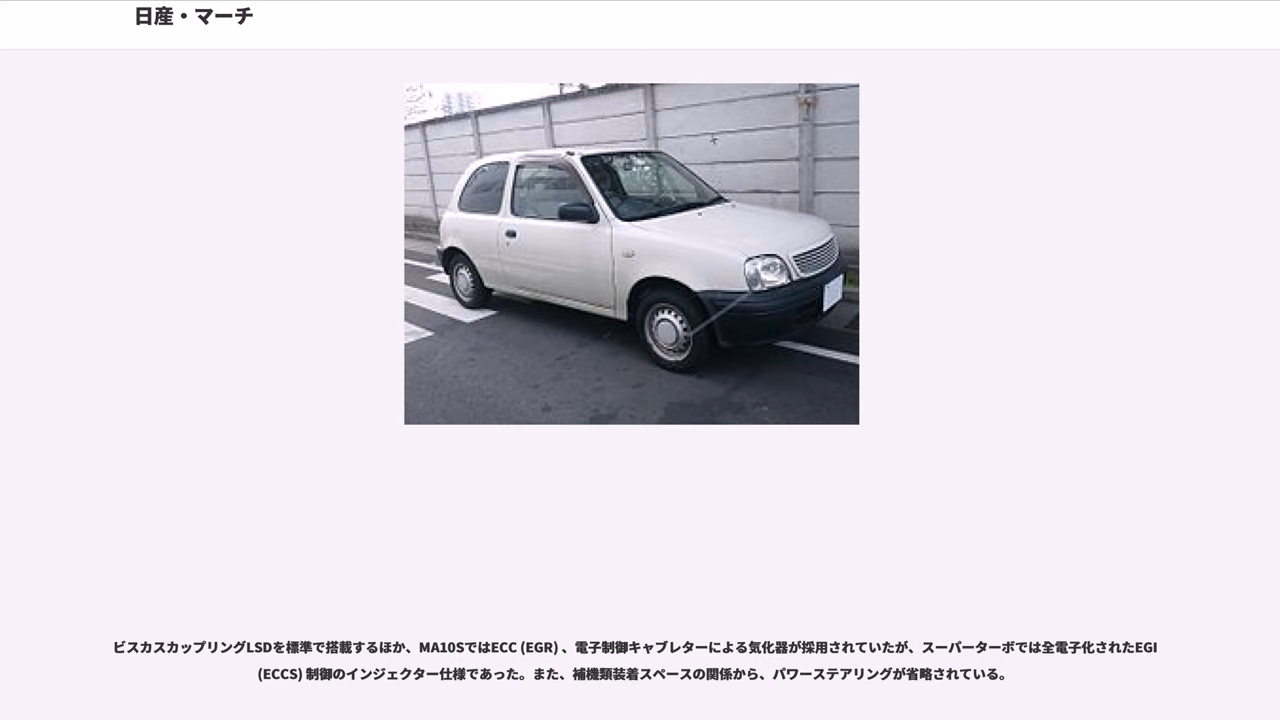 日産・マーチ
ビスカスカップリングLSDを標準で搭載するほか、MA10SではECC (EGR) 、電子制御キャブレターによる気化器が採用されていたが、スーパーターボでは全電子化されたEGI
(ECCS) 制御のインジェクター仕様であった。また、補機類装着スペースの関係から、パワーステアリングが省略されている。